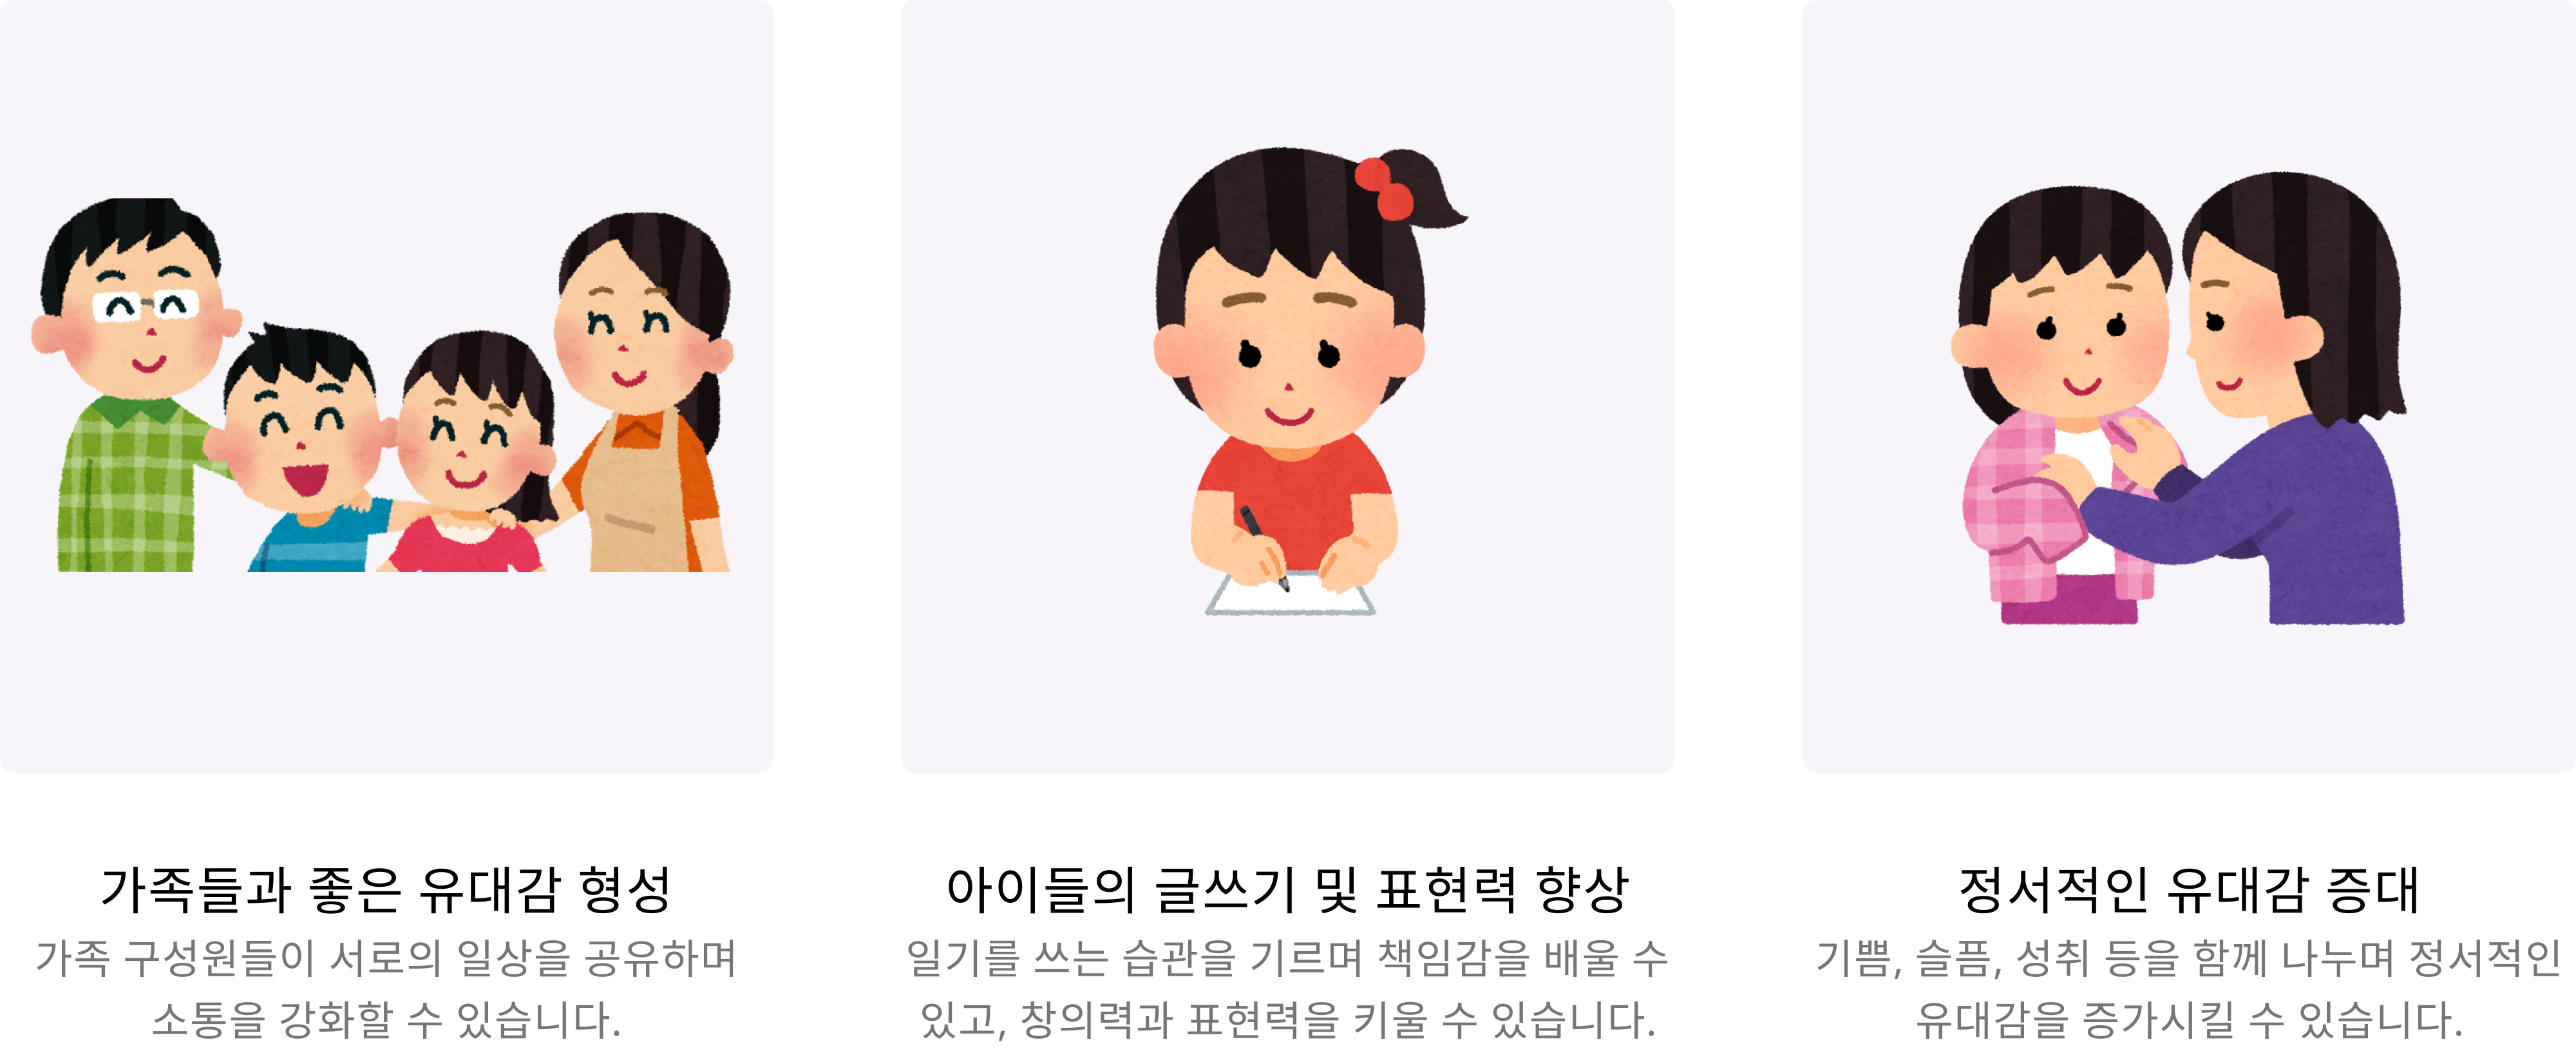 가족들과 좋은 유대감 형성
가족 구성원들이 서로의 일상을 공유하며
소통을 강화할 수 있습니다.
아이들의 글쓰기 및 표현력 향상
일기를 쓰는 습관을 기르며 책임감을 배울 수
있고, 창의력과 표현력을 키울 수 있습니다.
정서적인 유대감 증대
기쁨, 슬픔, 성취 등을 함께 나누며 정서적인
유대감을 증가시킬 수 있습니다.